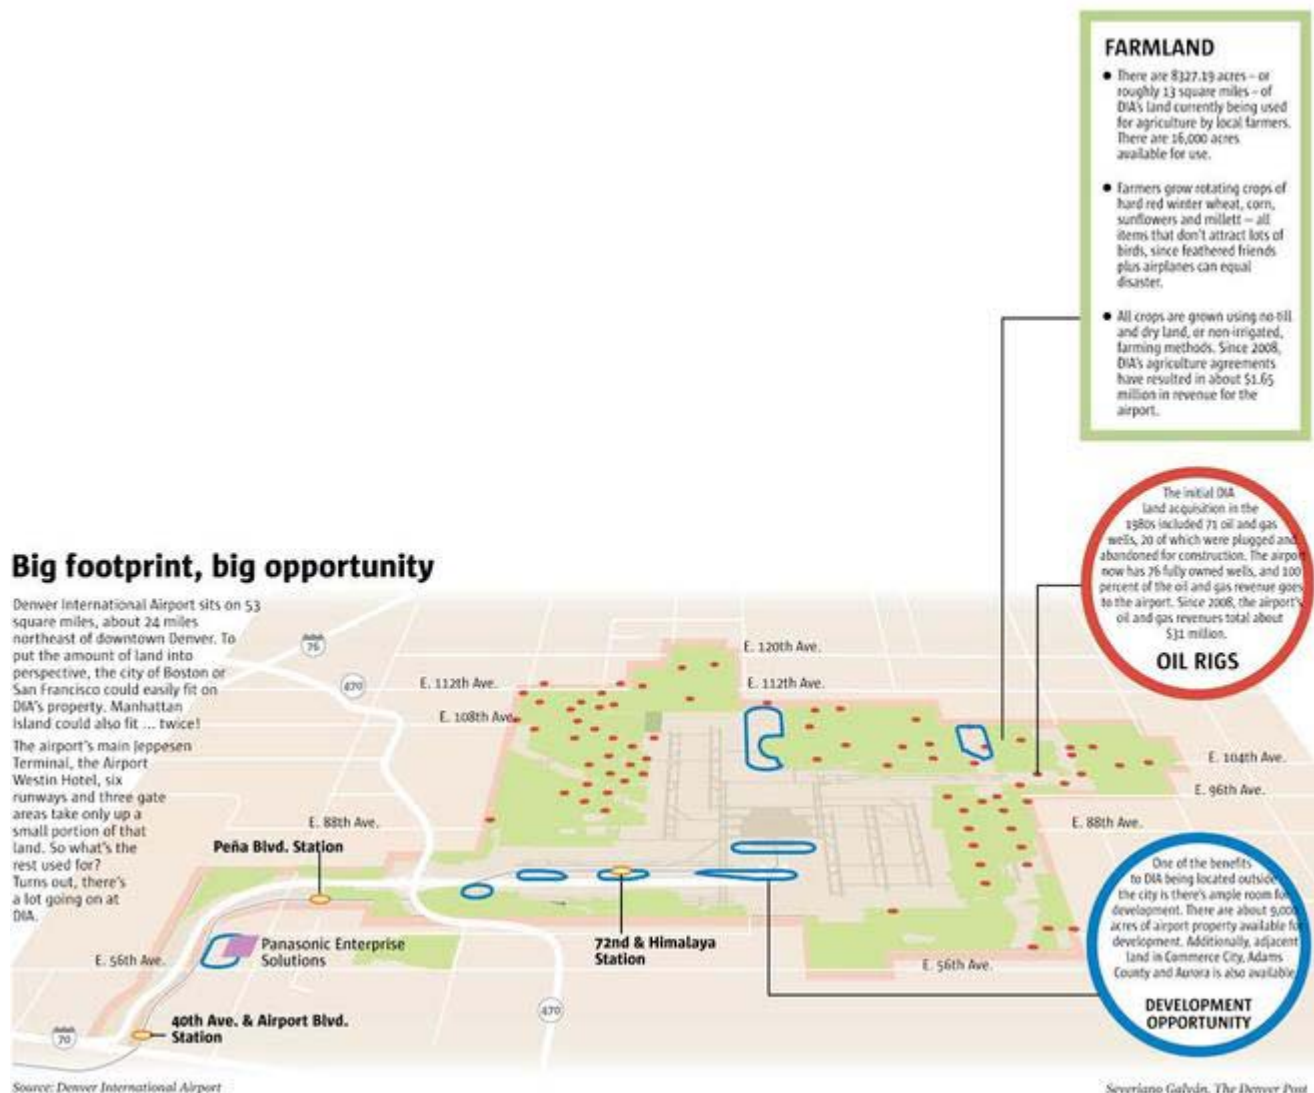 FARMLAND
● There are 8327.19 acres – or
roughly 13 square miles – of
DIA's land currently being used
for agriculture by local farmers.
There are 16,000 acres
available for use.
● Farmers grow rotating crops of
hard red winter wheat, corn,
sunflowers and millett – all
items that don't attract lots of
birds, since feathered friends
plus airplanes can equal
disaster.
● All crops are grown using no-till
and dry land, or non-irrigated,
farming methods. Since 2008,
DIA's agriculture agreements
have resulted in about $1.65
million in revenue for the
airport.
The initial DIA
land acquisition in the
1980s included 71 oil and gas
wells, 20 of which were plugged and
abandoned for construction. The airport
now has 76 fully owned wells, and 100
percent of the oil and gas revenue goes
to the airport. Since 2008, the airport's
oil and gas revenues total about
$31 million.
OIL RIGS
Big footprint, big opportunity
Denver International Airport sits on 53
square miles, about 24 miles
northeast of downtown Denver. To
put the amount of land into
perspective, the city of Boston or
San Francisco could easily fit on
DIA's property. Manhattan
Island could also fit ... twice!
The airport's main Jeppesen
Terminal, the Airport
Westin Hotel, six
runways and three gate
areas take only up a
small portion of that
land. So what's the
rest used for?
Turns out, there's
a lot going on at
DIA.
76
470
E. 120th Ave.
E. 112th Ave.
E. 112th Ave.
E. 108th Ave.
E. 104th Ave.
E. 96th Ave.
E. 88th Ave.
E. 88th Ave.
Peña Blvd. Station
Panasonic Enterprise
Solutions
72nd & Himalaya
Station
E. 56th Ave.
E. 56th Ave.
470
40th Ave. & Airport Blvd.
Station
70
One of the benefits
to DIA being located outside
the city is there's ample room for
development. There are about 9,000
acres of airport property available for
development. Additionally, adjacent
land in Commerce City, Adams
County and Aurora is also available.
DEVELOPMENT
OPPORTUNITY
Source: Denver International Airport
Severiano Galván, The Denver Post